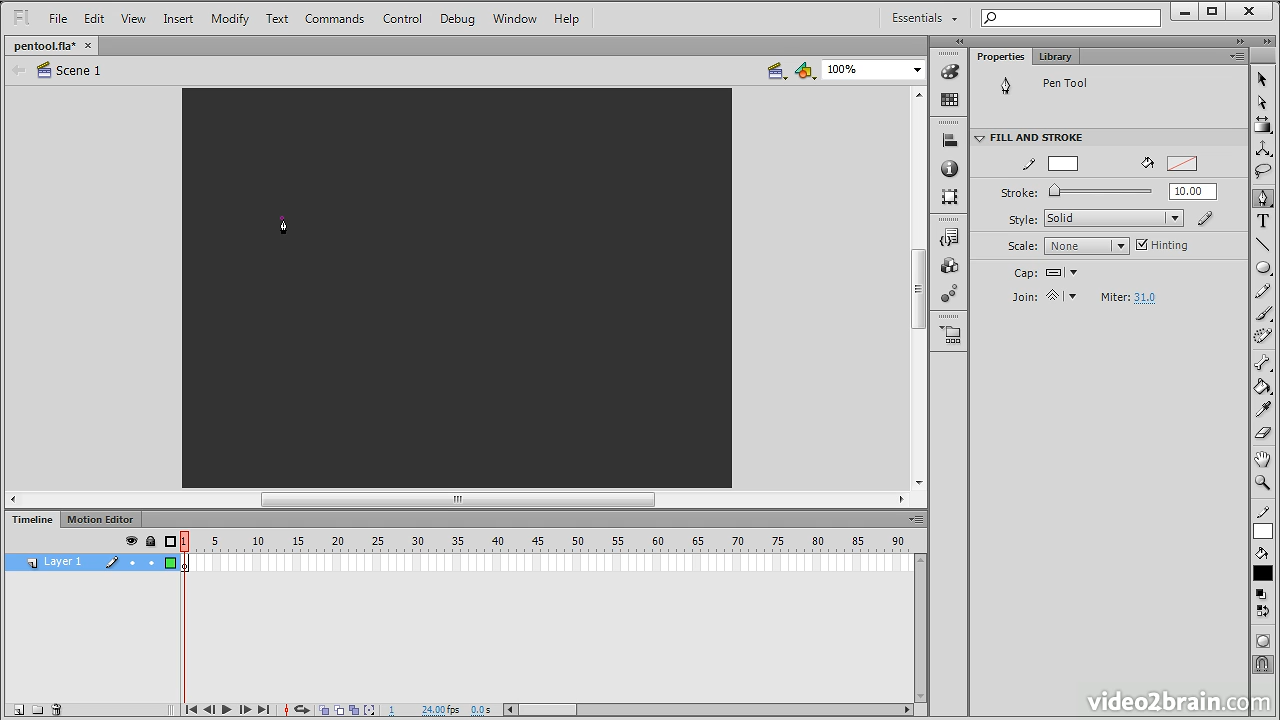 Fl File Edit View Insert Modify Text Commands Control Debug Window Help Essentials
pentool.fla* ×
Scene 1 100%
Properties Library
Pen Tool
FILL AND STROKE
Stroke: 10.00
Style: Solid
Scale: None Hinting
Cap:
Join: Miter: 31.0
T
Timeline Motion Editor
1 5 10 15 20 25 30 35 40 45 50 55 60 65 70 75 80 85 90
Layer 1
1 24.00 fps 0.0 s
video2brain.com